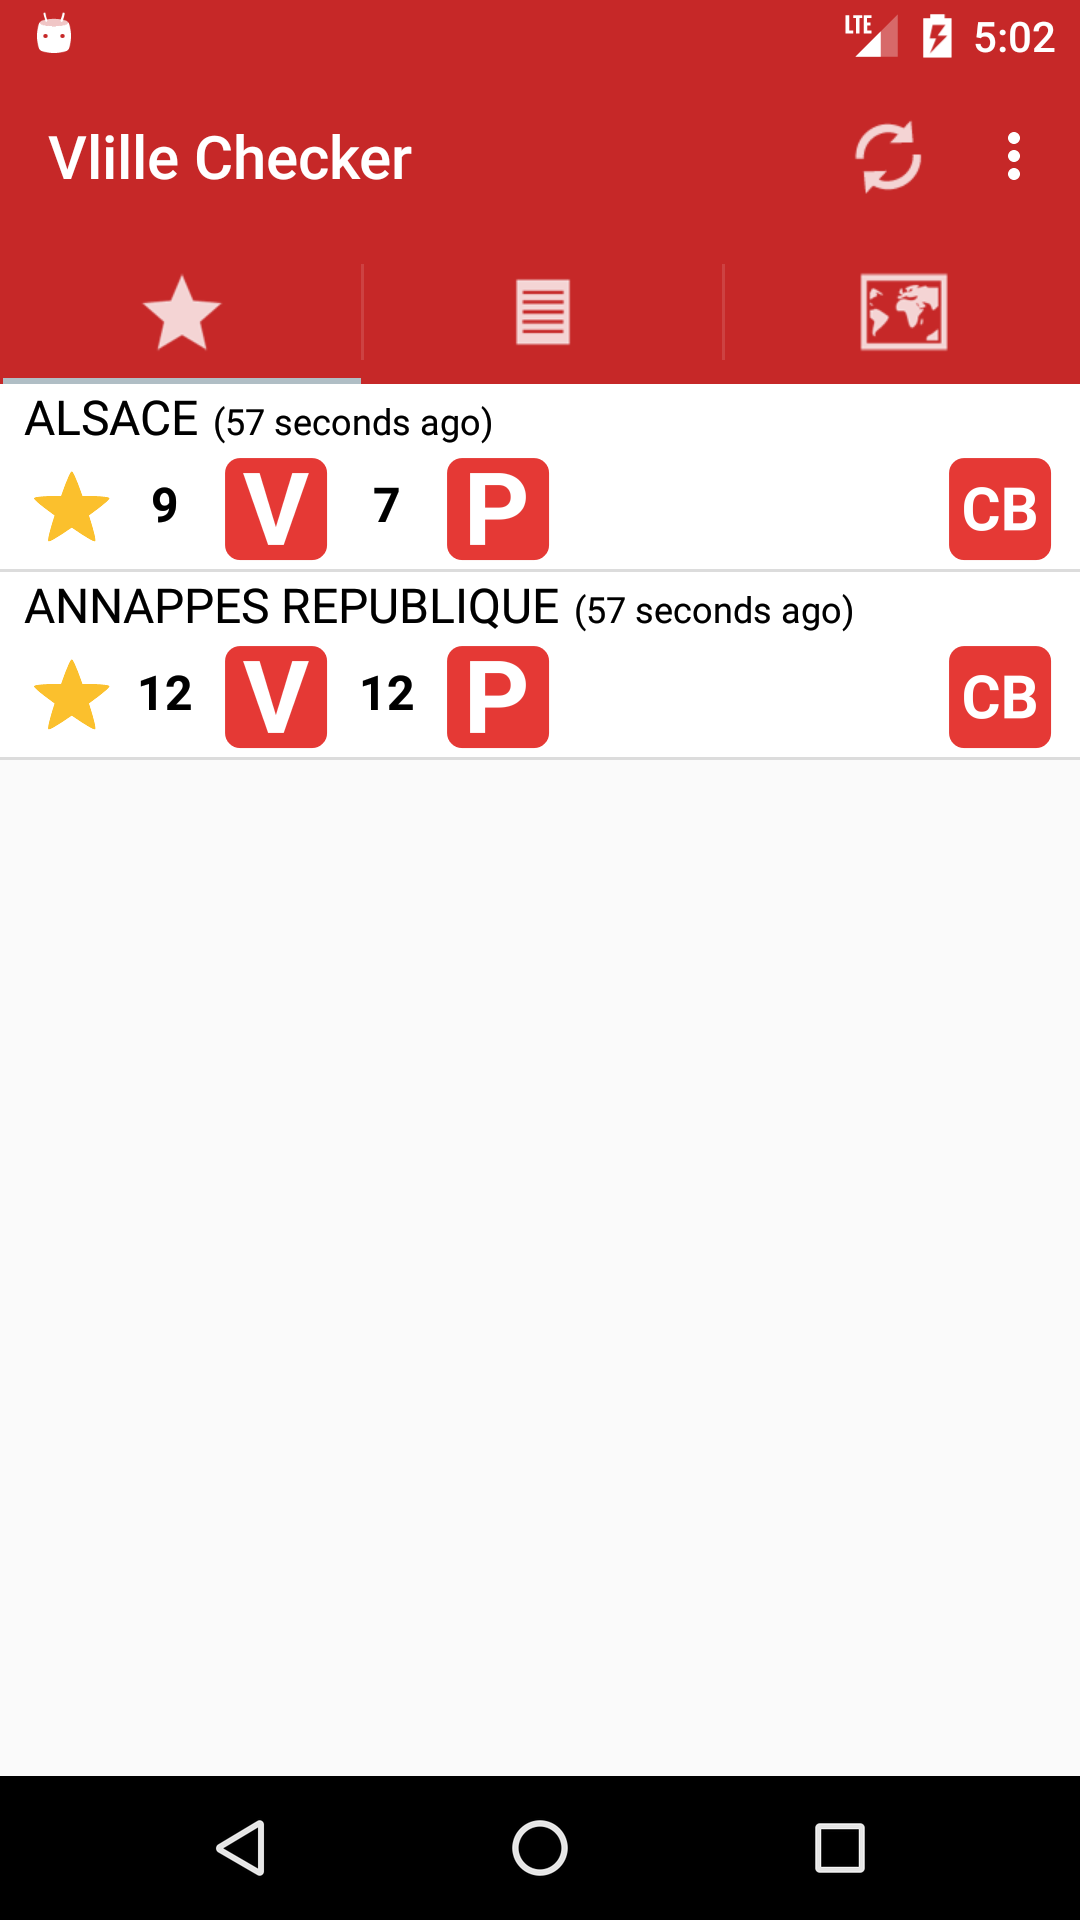 LTE 5:02
Vlille Checker
ALSACE (57 seconds ago)
9 V 7 P CB
ANNAPPES REPUBLIQUE (57 seconds ago)
12 V 12 P CB